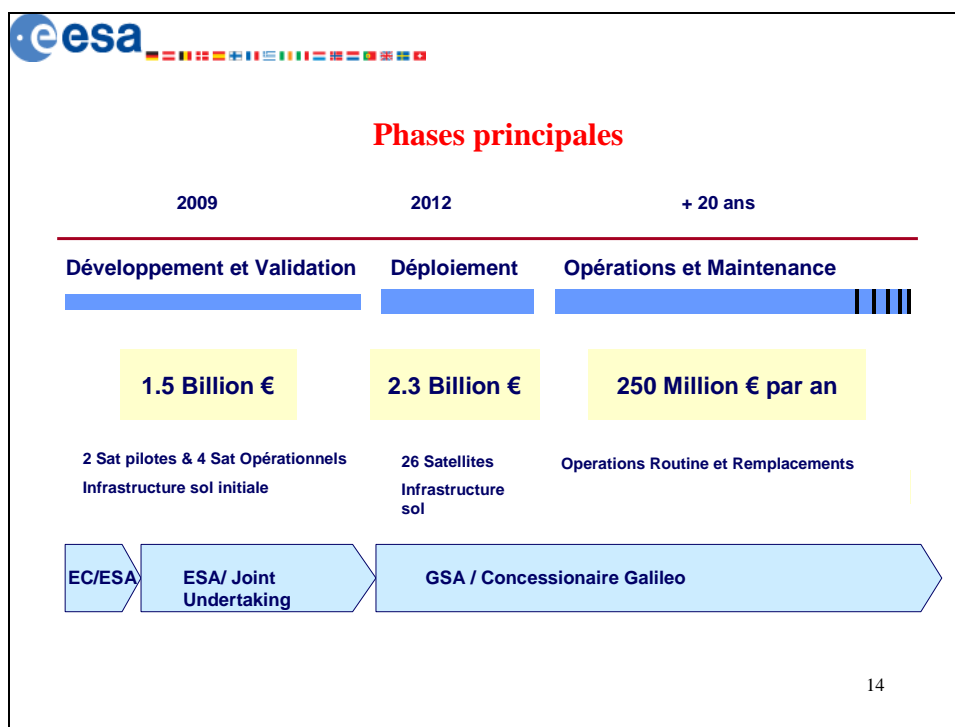 esa
Phases principales
2009 2012 + 20 ans
Développement et Validation Déploiement Opérations et Maintenance
1.5 Billion € 2.3 Billion € 250 Million € par an
2 Sat pilotes & 4 Sat Opérationnels
Infrastructure sol initiale
26 Satellites
Infrastructure
sol
Operations Routine et Remplacements
EC/ESA
ESA/ Joint
Undertaking
GSA / Concessionaire Galileo
14